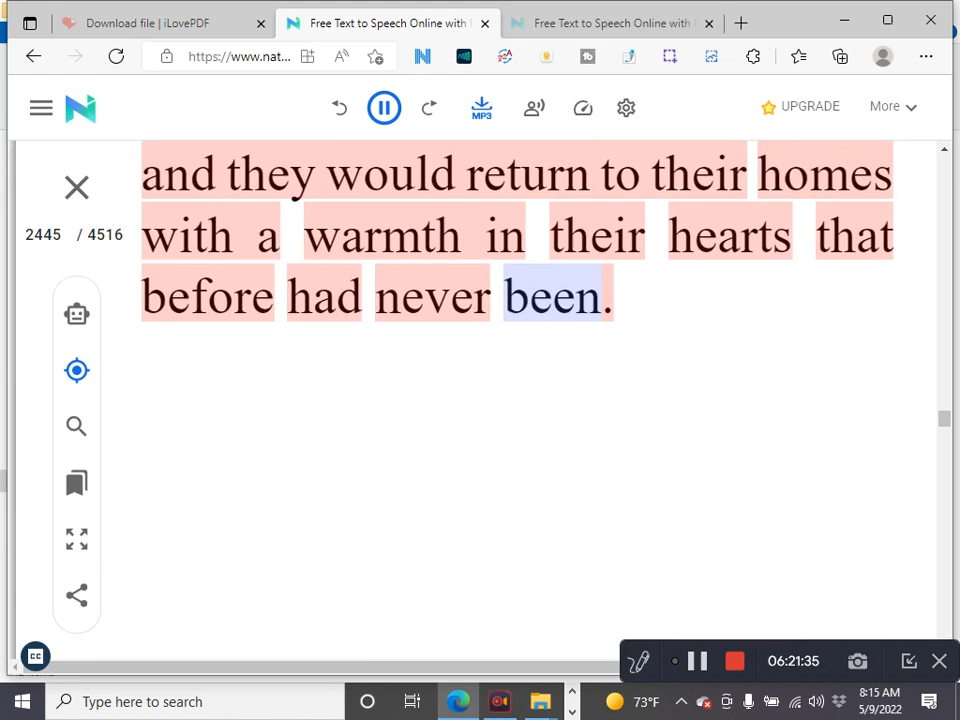 Download file | iLovePDF
Free Text to Speech Online with
Free Text to Speech Online with
https://www.nat...
MP3
UPGRADE
More
and they would return to their homes
with a warmth in their hearts that
before had never been.
2445 / 4516
CC
06:21:35
Type here to search
73°F
8:15 AM
5/9/2022